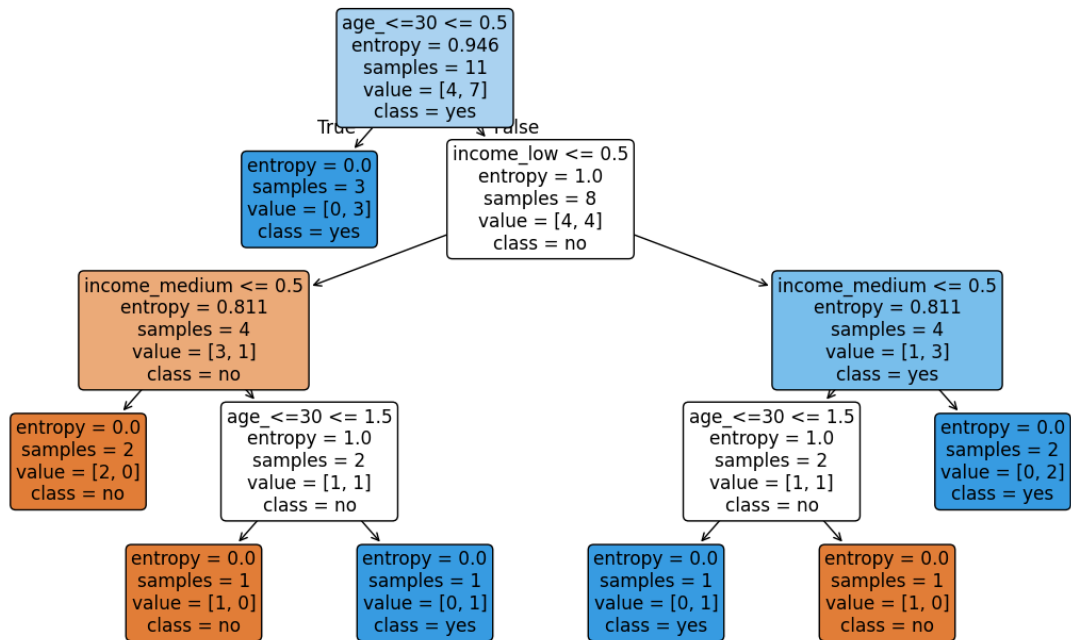 age_<=30 <= 0.5
entropy = 0.946
samples = 11
value = [4, 7]
class = yes
True
False
entropy = 0.0
samples = 3
value = [0, 3]
class = yes
income_low <= 0.5
entropy = 1.0
samples = 8
value = [4, 4]
class = no
income_medium <= 0.5
entropy = 0.811
samples = 4
value = [3, 1]
class = no
income_medium <= 0.5
entropy = 0.811
samples = 4
value = [1, 3]
class = yes
entropy = 0.0
samples = 2
value = [2, 0]
class = no
age_<=30 <= 1.5
entropy = 1.0
samples = 2
value = [1, 1]
class = no
age_<=30 <= 1.5
entropy = 1.0
samples = 2
value = [1, 1]
class = no
entropy = 0.0
samples = 2
value = [0, 2]
class = yes
entropy = 0.0
samples = 1
value = [1, 0]
class = no
entropy = 0.0
samples = 1
value = [0, 1]
class = yes
entropy = 0.0
samples = 1
value = [0, 1]
class = yes
entropy = 0.0
samples = 1
value = [1, 0]
class = no